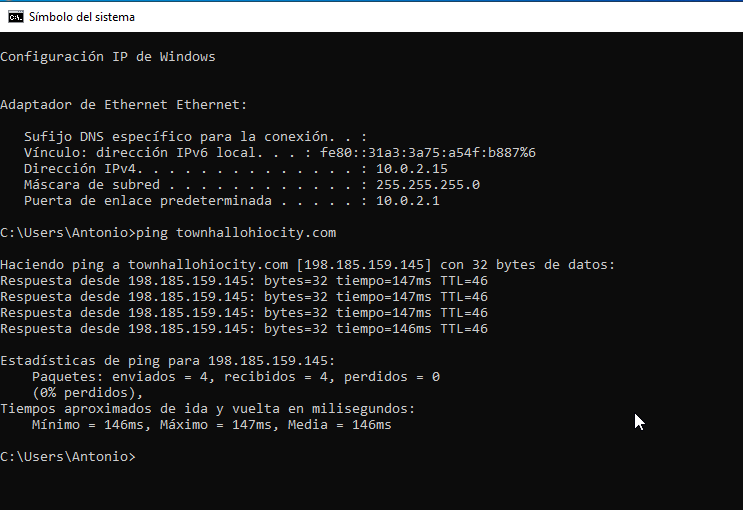 Símbolo del sistema
Configuración IP de Windows
Adaptador de Ethernet Ethernet:
Sufijo DNS específico para la conexión. . :
Vínculo: dirección IPv6 local. . . : fe80::31a3:3a75:a54f:b887%6
Dirección IPv4. . . . . . . . . . . . . . : 10.0.2.15
Máscara de subred . . . . . . . . . . . . : 255.255.255.0
Puerta de enlace predeterminada . . . . . : 10.0.2.1
C:\Users\Antonio>ping townhallohiocity.com
Haciendo ping a townhallohiocity.com [198.185.159.145] con 32 bytes de datos:
Respuesta desde 198.185.159.145: bytes=32 tiempo=147ms TTL=46
Respuesta desde 198.185.159.145: bytes=32 tiempo=147ms TTL=46
Respuesta desde 198.185.159.145: bytes=32 tiempo=147ms TTL=46
Respuesta desde 198.185.159.145: bytes=32 tiempo=146ms TTL=46
Estadísticas de ping para 198.185.159.145:
Paquetes: enviados = 4, recibidos = 4, perdidos = 0
(0% perdidos),
Tiempos aproximados de ida y vuelta en milisegundos:
Mínimo = 146ms, Máximo = 147ms, Media = 146ms
C:\Users\Antonio>